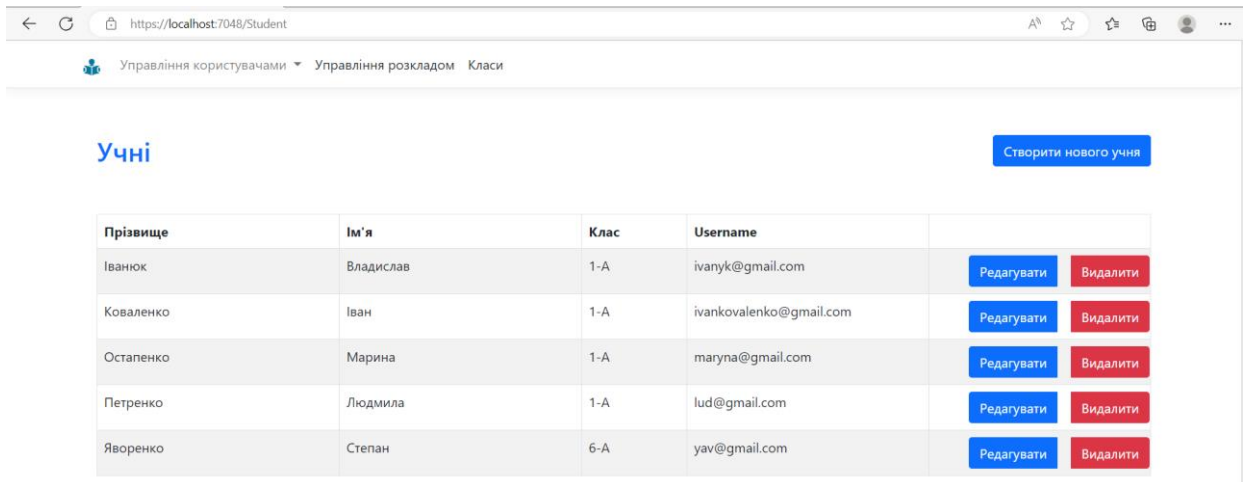 https://localhost:7048/Student
Управління користувачами Управління розкладом Класи
Учні
Створити нового учня
Прізвище Ім'я Клас Username
Іванюк Владислав 1-А ivanyk@gmail.com Редагувати Видалити
Коваленко Іван 1-А ivankovalenko@gmail.com Редагувати Видалити
Остапенко Марина 1-А maryna@gmail.com Редагувати Видалити
Петренко Людмила 1-А lud@gmail.com Редагувати Видалити
Яворенко Степан 6-А yav@gmail.com Редагувати Видалити